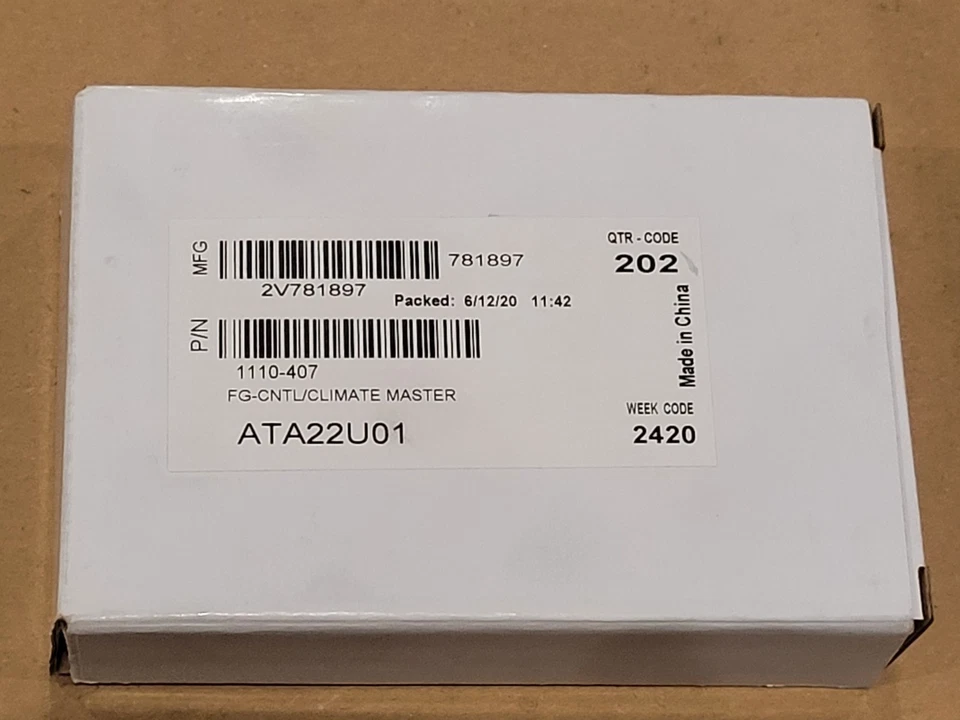 MFG
781897
2V781897
Packed: 6/12/20 11:42
P/N
1110-407
FG-CNTL/CLIMATE MASTER
ATA22U01
QTR - CODE
202
Made in China
WEEK CODE
2420